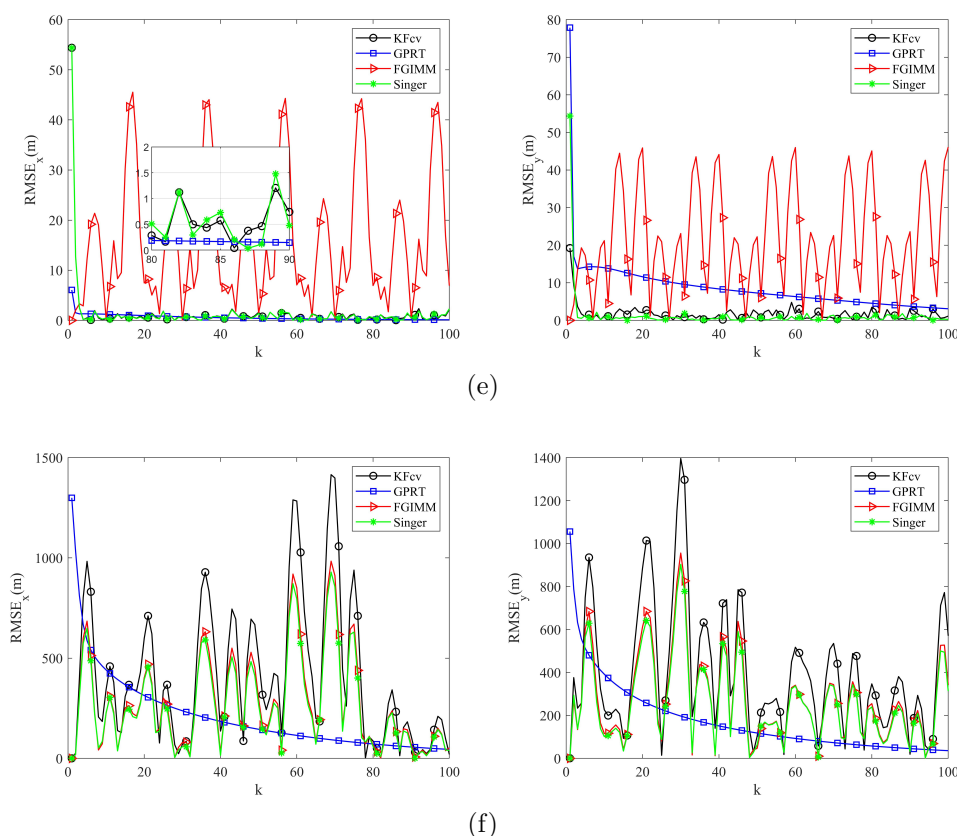 60
50
40
30
20
10
0
RMSE_x(m)
0 20 40 60 80 100
k
KFcv
GPRT
FGIMM
Singer
2
1.5
1
0.5
0
80 85 90
80
70
60
50
40
30
20
10
0
RMSE_y(m)
0 20 40 60 80 100
k
KFcv
GPRT
FGIMM
Singer
(e)
1500
1000
500
0
RMSE_x(m)
0 20 40 60 80 100
k
KFcv
GPRT
FGIMM
Singer
1400
1200
1000
800
600
400
200
0
RMSE_y(m)
0 20 40 60 80 100
k
KFcv
GPRT
FGIMM
Singer
(f)